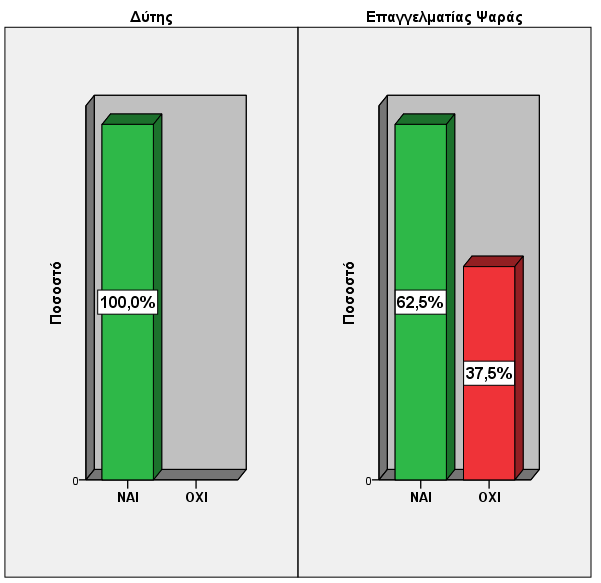 Δύτης
Επαγγελματίας Ψαράς
Ποσοστό
100,0%
0
ΝΑΙ
ΟΧΙ
Ποσοστό
62,5%
37,5%
0
ΝΑΙ
ΟΧΙ